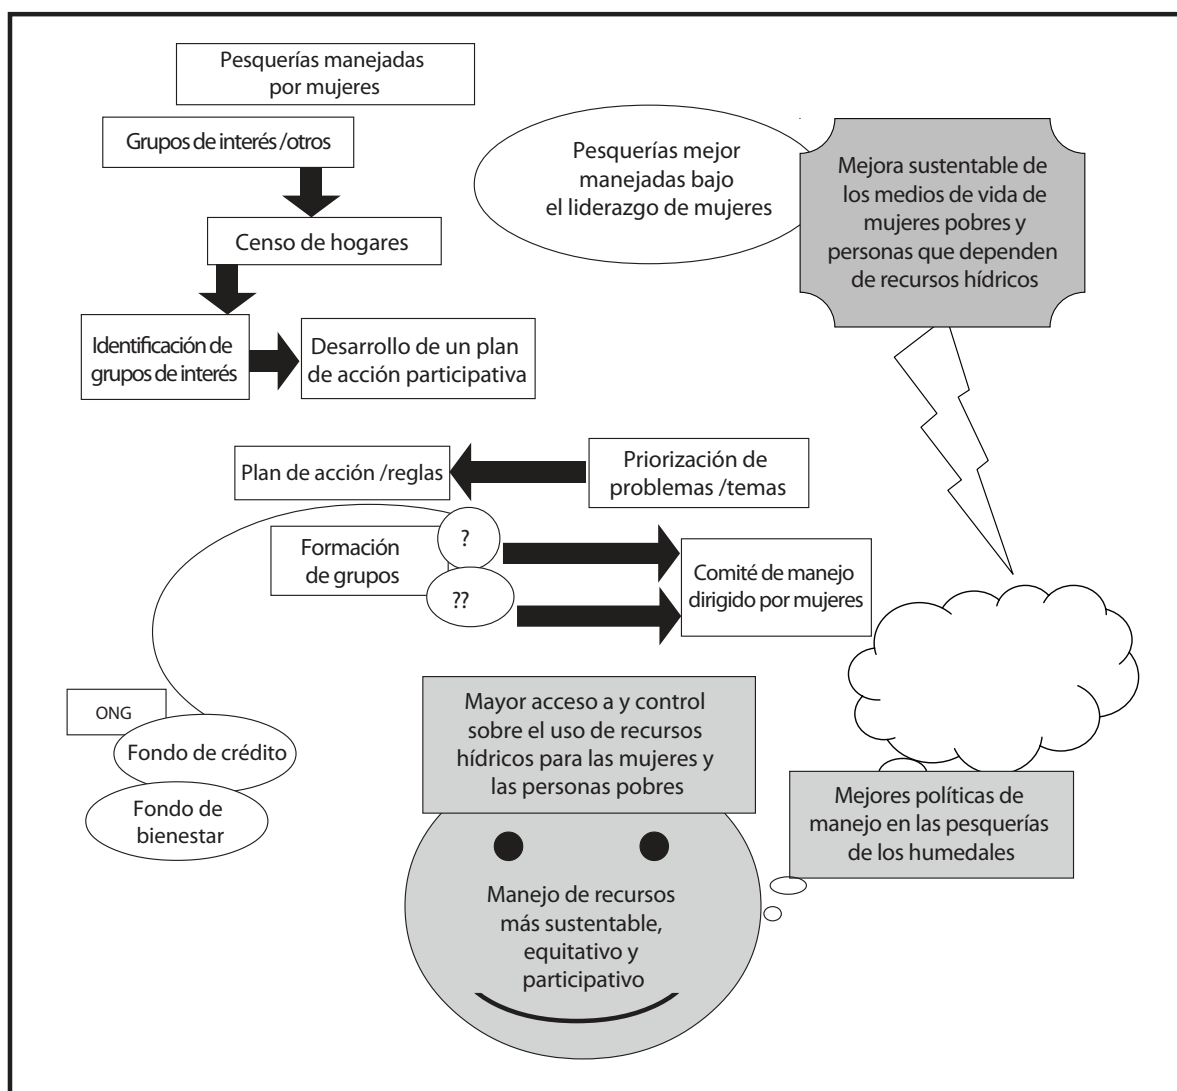 Pesquerías manejadas
por mujeres
Grupos de interés /otros
Censo de hogares
Identificación de
grupos de interés
Desarrollo de un plan
de acción participativa
Pesquerías mejor
manejadas bajo
el liderazgo de mujeres
Mejora sustentable de
los medios de vida de
mujeres pobres y
personas que dependen
de recursos hídricos
Plan de acción /reglas
Priorización de
problemas /temas
Formación
de grupos
?
??
Comité de manejo
dirigido por mujeres
ONG
Fondo de crédito
Fondo de
bienestar
Mayor acceso a y control
sobre el uso de recursos
hídricos para las mujeres y
las personas pobres
Mejores políticas de
manejo en las pesquerías
de los humedales
Manejo de recursos
más sustentable,
equitativo y
participativo